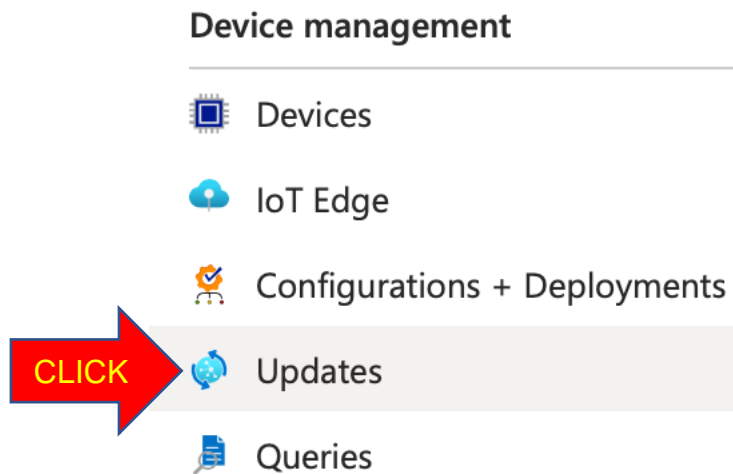 Device management
Devices
IoT Edge
Configurations + Deployments
CLICK
Updates
Queries